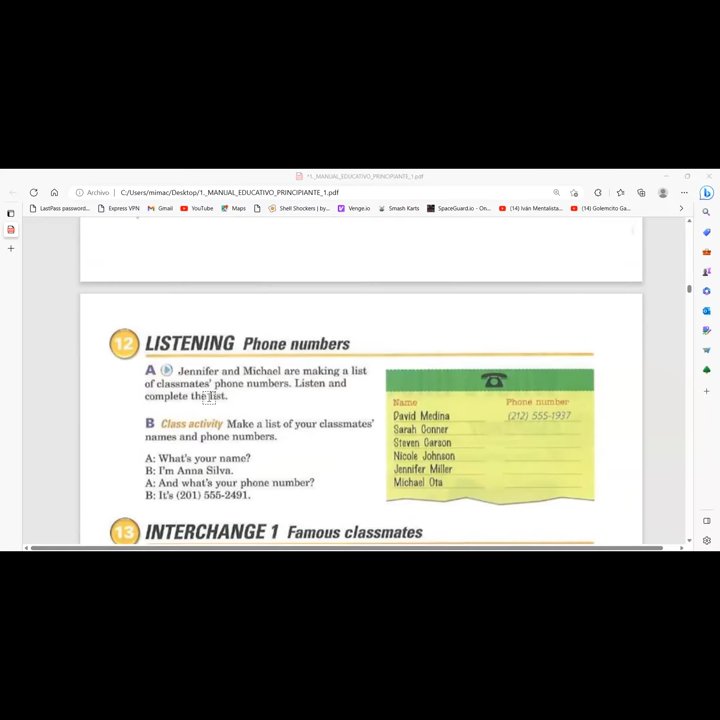 *1._MANUAL_EDUCATIVO_PRINCIPIANTE_1.pdf
Archivo | C:/Users/mimac/Desktop/1._MANUAL_EDUCATIVO_PRINCIPIANTE_1.pdf
LastPass password... Express VPN Gmail YouTube Maps Shell Shockers | by... Venge.io Smash Karts SpaceGuard.io - On... (14) Iván Mentalista... (14) Golemcito Ga...
12 LISTENING Phone numbers
A Jennifer and Michael are making a list
of classmates' phone numbers. Listen and
complete the list.
B Class activity Make a list of your classmates'
names and phone numbers.
A: What's your name?
B: I'm Anna Silva.
A: And what's your phone number?
B: It's (201) 555-2491.
Name Phone number
David Medina (212) 555-1937
Sarah Conner
Steven Carson
Nicole Johnson
Jennifer Miller
Michael Ota
13 INTERCHANGE 1 Famous classmates